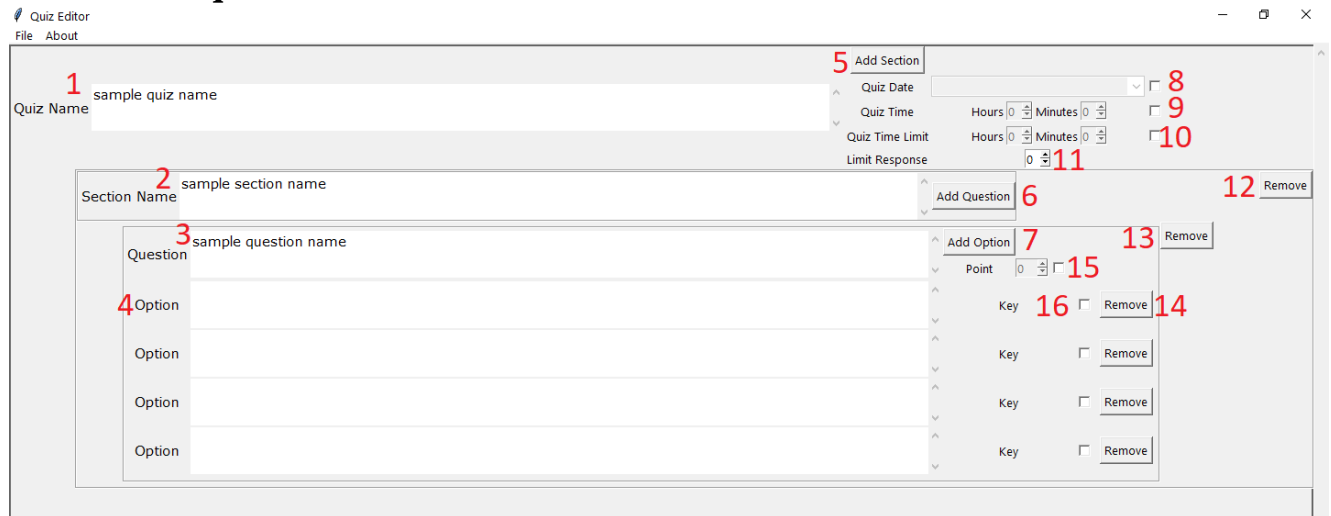 Quiz Editor
File About
5 Add Section
1
Quiz Name sample quiz name
Quiz Date 8
Quiz Time Hours 0 Minutes 0 9
Quiz Time Limit Hours 0 Minutes 0 10
Limit Response 0 11
2 Section Name sample section name Add Question 6 12 Remove
3 Question sample question name Add Option 7 13 Remove
Point 0 15
4 Option Key 16 Remove 14
Option Key Remove
Option Key Remove
Option Key Remove